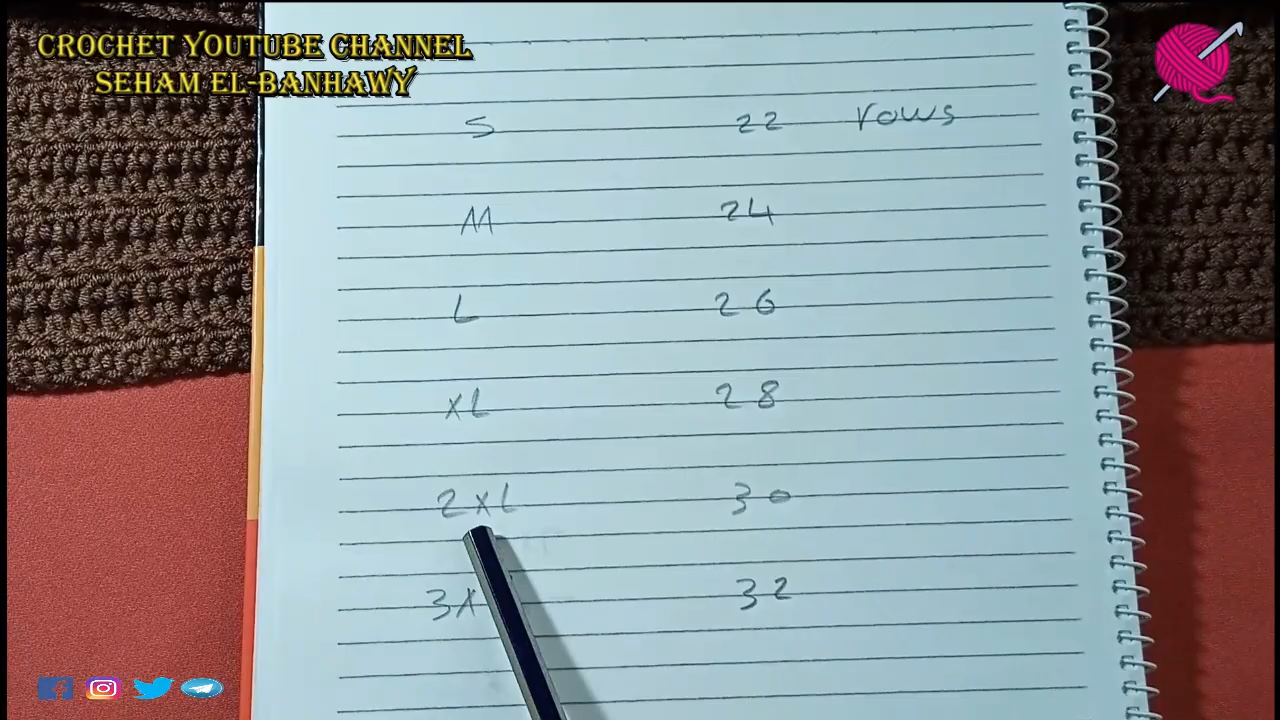 CROCHET YOUTUBE CHANNEL
SEHAM EL-BANHAWY
S 22 rows
M 24
L 26
XL 28
2XL 30
3X 32